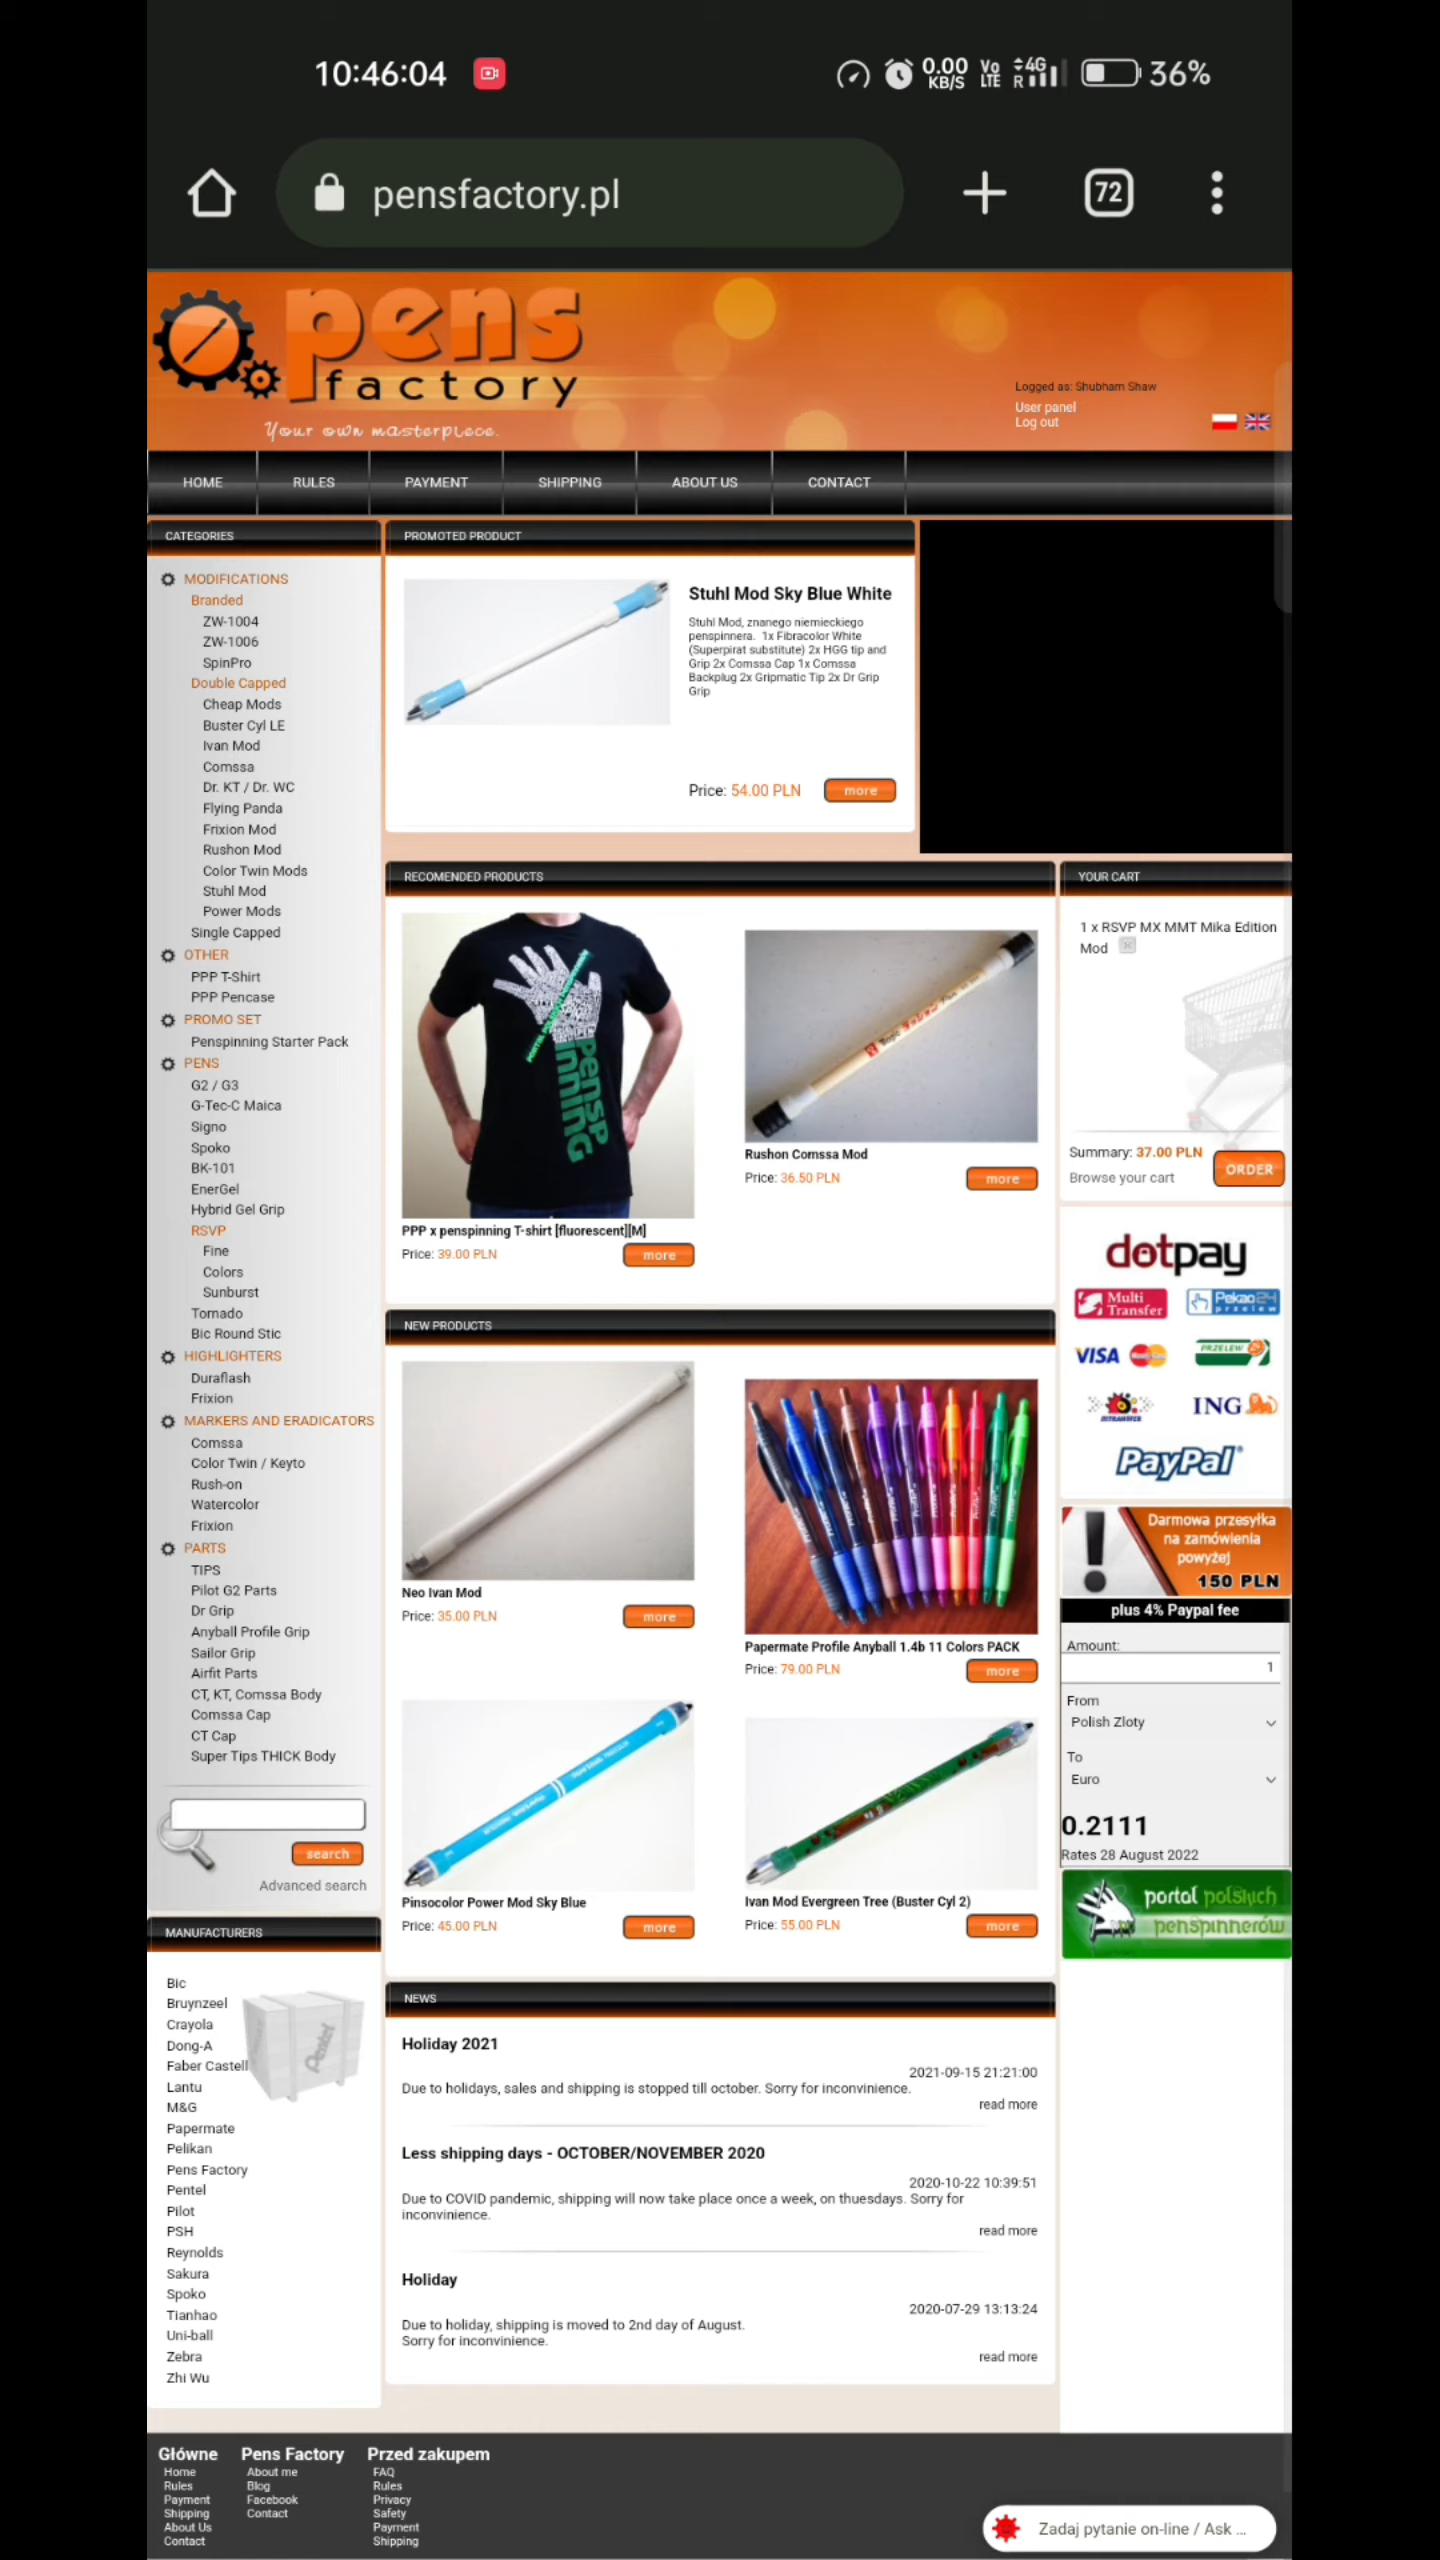 10:46:04
0.00 KB/S
Vo LTE
4G R
36%
pensfactory.pl
72
pens
factory
Your own masterpiece.
Logged as: Shubham Shaw
User panel
Log out
HOME RULES PAYMENT SHIPPING ABOUT US CONTACT
CATEGORIES
MODIFICATIONS
Branded
ZW-1004
ZW-1006
SpinPro
Double Capped
Cheap Mods
Buster Cyl LE
Ivan Mod
Comssa
Dr. KT / Dr. WC
Flying Panda
Frixion Mod
Rushon Mod
Color Twin Mods
Stuhl Mod
Power Mods
Single Capped
OTHER
PPP T-Shirt
PPP Pencase
PROMO SET
Penspinning Starter Pack
PENS
G2 / G3
G-Tec-C Maica
Signo
Spoko
BK-101
EnerGel
Hybrid Gel Grip
RSVP
Fine
Colors
Sunburst
Tornado
Bic Round Stic
HIGHLIGHTERS
Duraflash
Frixion
MARKERS AND ERADICATORS
Comssa
Color Twin / Keyto
Rush-on
Watercolor
Frixion
PARTS
TIPS
Pilot G2 Parts
Dr Grip
Anyball Profile Grip
Sailor Grip
Airfit Parts
CT, KT, Comssa Body
Comssa Cap
CT Cap
Super Tips THICK Body
search
Advanced search
MANUFACTURERS
Bic
Bruynzeel
Crayola
Dong-A
Faber Castell
Lantu
M&G
Papermate
Pelikan
Pens Factory
Pentel
Pilot
PSH
Reynolds
Sakura
Spoko
Tianhao
Uni-ball
Zebra
Zhi Wu
Pentel
PROMOTED PRODUCT
Stuhl Mod Sky Blue White
Stuhl Mod, znanego niemieckiego
penspinnera. 1x Fibracolor White
(Superpirat substitute) 2x HGG tip and
Grip 2x Comssa Cap 1x Comssa
Backplug 2x Gripmatic Tip 2x Dr Grip
Grip
Price: 54.00 PLN
more
RECOMENDED PRODUCTS
PENSP
INNING
PPP x penspinning T-shirt [fluorescent][M]
Price: 39.00 PLN
more
Rushon Comssa Mod
Price: 36.50 PLN
more
NEW PRODUCTS
Neo Ivan Mod
Price: 35.00 PLN
more
Papermate Profile Anyball 1.4b 11 Colors PACK
Price: 79.00 PLN
more
Pinsocolor Power Mod Sky Blue
Price: 45.00 PLN
more
Ivan Mod Evergreen Tree (Buster Cyl 2)
Price: 55.00 PLN
more
NEWS
Holiday 2021
2021-09-15 21:21:00
Due to holidays, sales and shipping is stopped till october. Sorry for inconvinience.
read more
Less shipping days - OCTOBER/NOVEMBER 2020
2020-10-22 10:39:51
Due to COVID pandemic, shipping will now take place once a week, on thuesdays. Sorry for
inconvinience.
read more
Holiday
2020-07-29 13:13:24
Due to holiday, shipping is moved to 2nd day of August.
Sorry for inconvinience.
read more
YOUR CART
1 x RSVP MX MMT Mika Edition
Mod
Summary: 37.00 PLN
Browse your cart
ORDER
dotpay
Multi
Transfer
Pekao24
przelew
VISA
PRZELEW
ING
PayPal
Darmowa przesyłka
na zamówienia
powyżej
150 PLN
plus 4% Paypal fee
Amount:
1
From
Polish Zloty
To
Euro
0.2111
Rates 28 August 2022
portal polskich
penspinnerów
Główne
Home
Rules
Payment
Shipping
About Us
Contact
Pens Factory
About me
Blog
Facebook
Contact
Przed zakupem
FAQ
Rules
Privacy
Safety
Payment
Shipping
Zadaj pytanie on-line / Ask ...